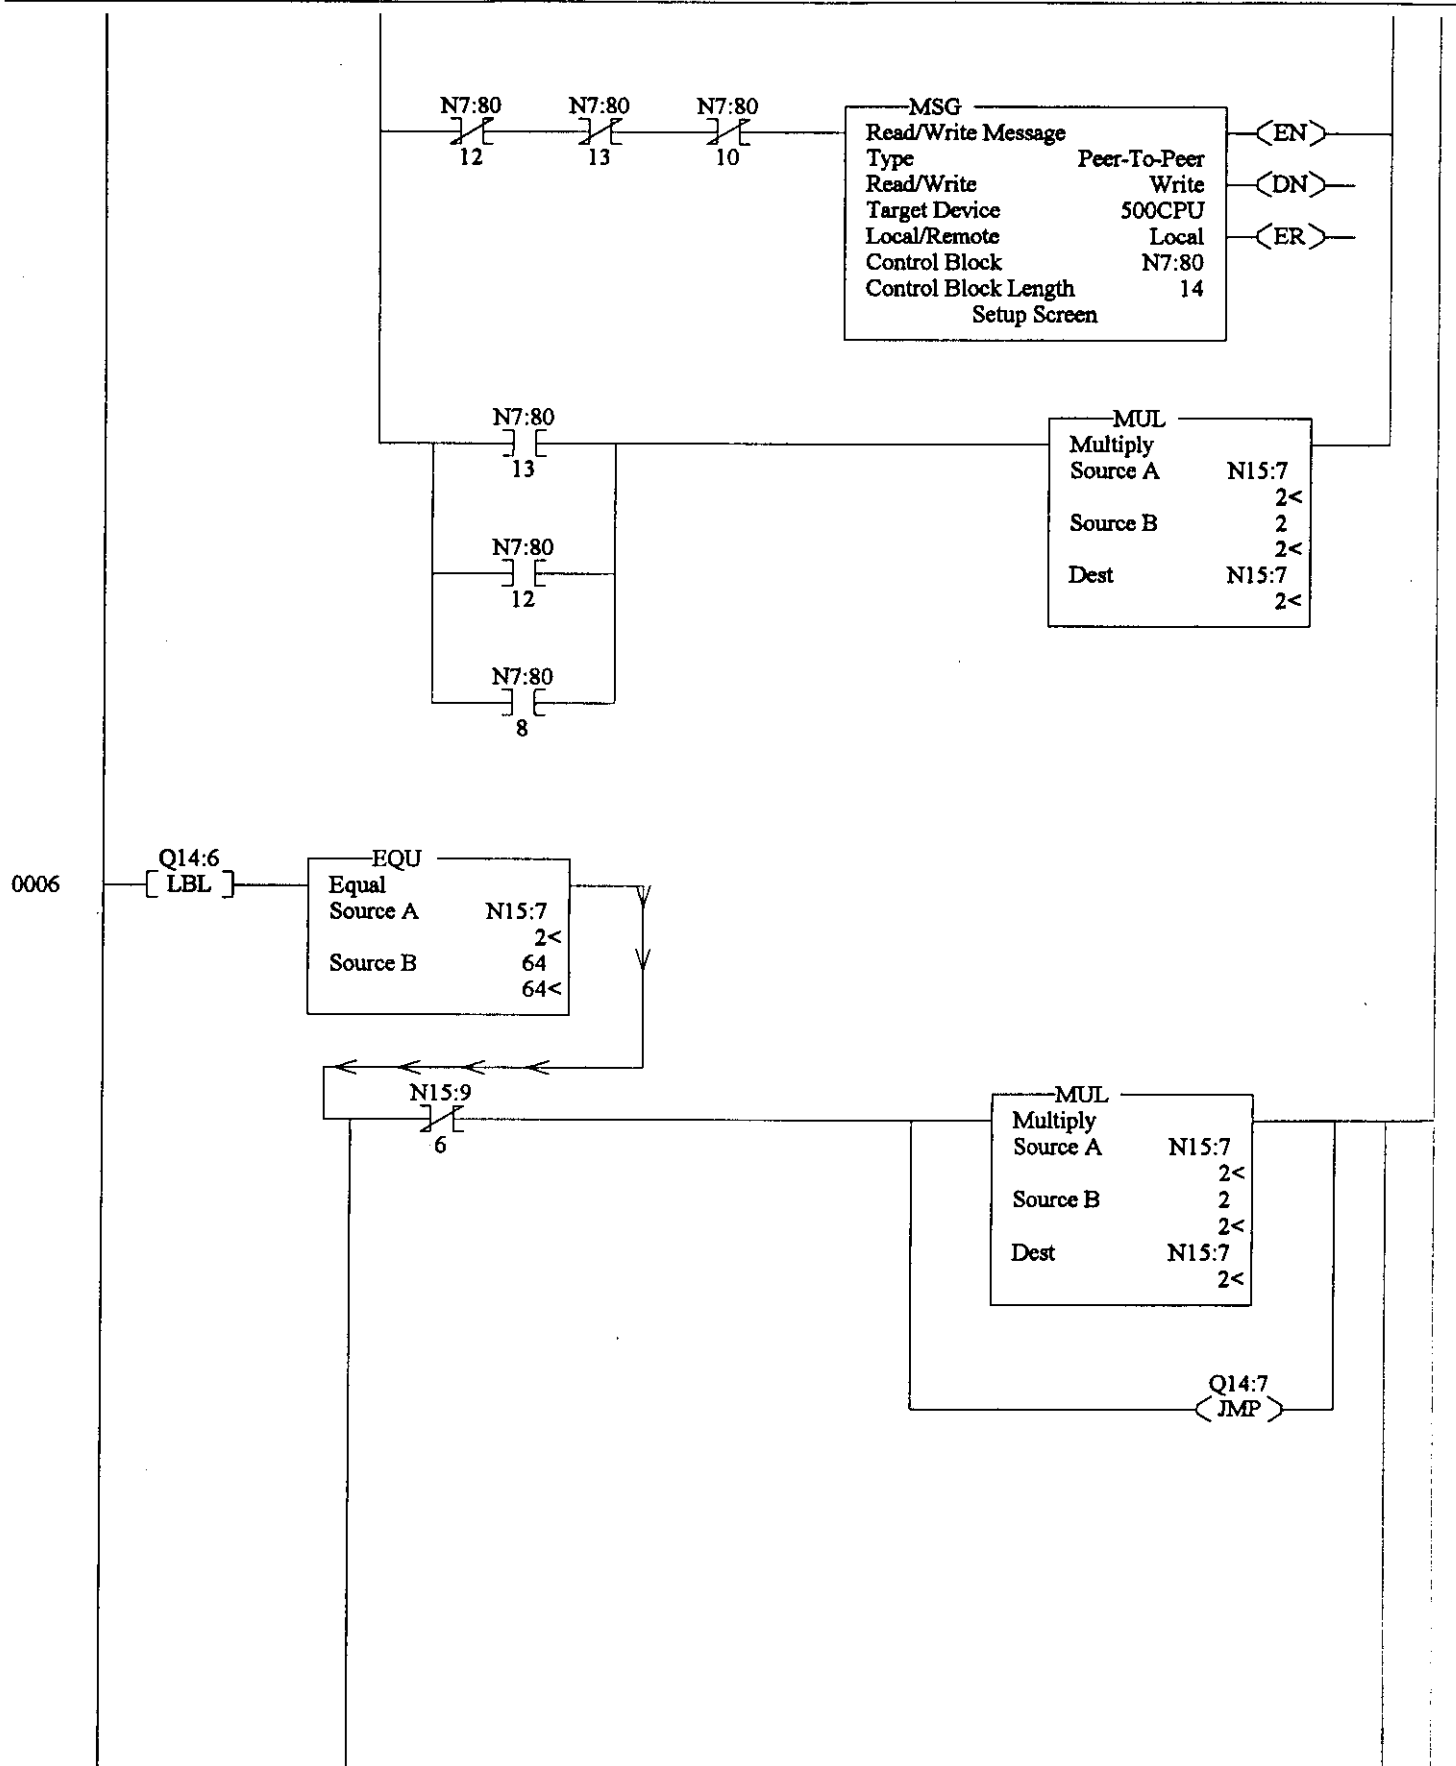 N7:80 N7:80 N7:80
12 13 10
MSG
Read/Write Message
Type Peer-To-Peer
Read/Write Write
Target Device 500CPU
Local/Remote Local
Control Block N7:80
Control Block Length 14
Setup Screen
EN
DN
ER
N7:80
13
N7:80
12
N7:80
8
MUL
Multiply
Source A N15:7
2<
Source B 2
2<
Dest N15:7
2<
0006
Q14:6
LBL
EQU
Equal
Source A N15:7
2<
Source B 64
64<
N15:9
6
MUL
Multiply
Source A N15:7
2<
Source B 2
2<
Dest N15:7
2<
Q14:7
JMP